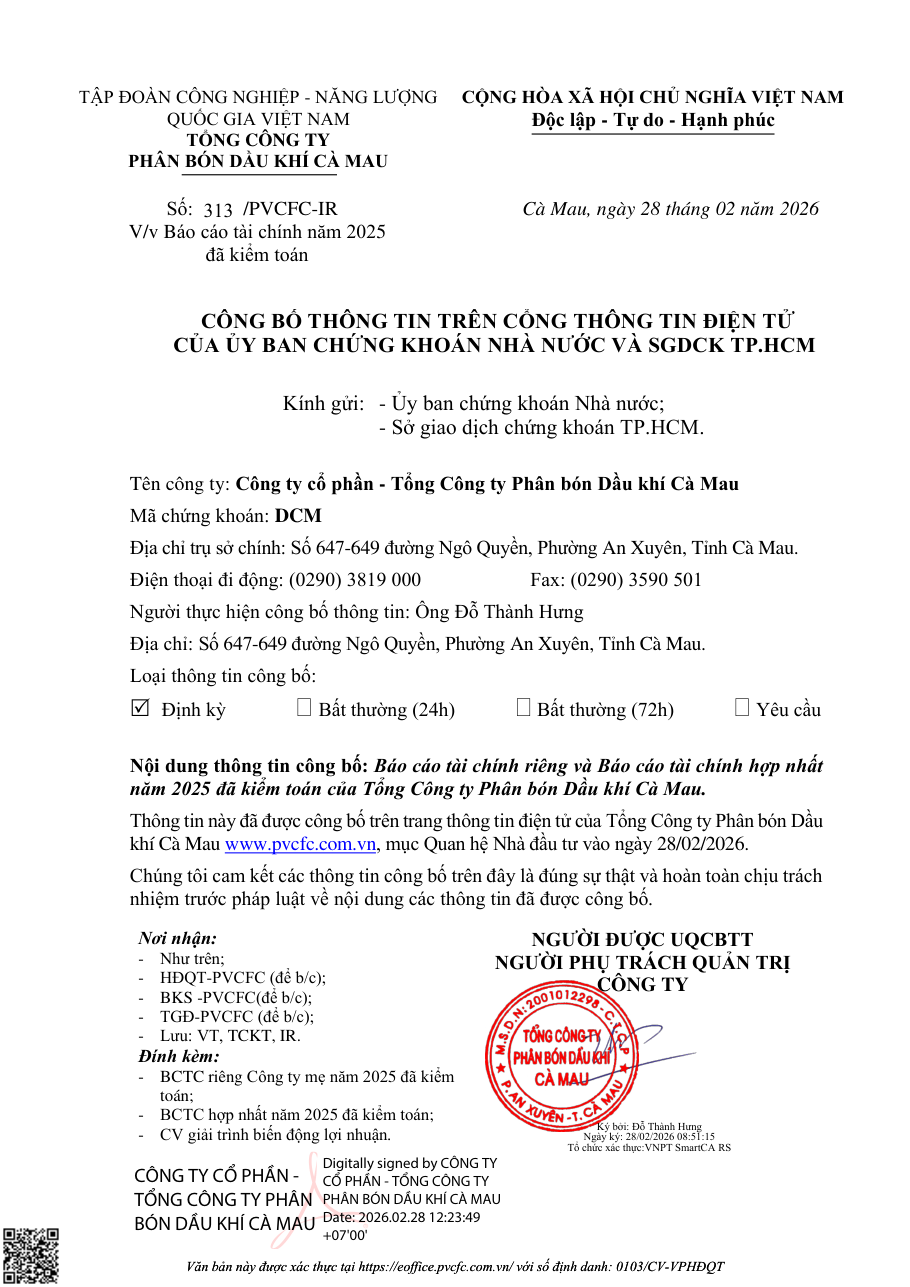 TẬP ĐOÀN CÔNG NGHIỆP - NĂNG LƯỢNG
QUỐC GIA VIỆT NAM
TỔNG CÔNG TY
PHÂN BÓN DẦU KHÍ CÀ MAU
CỘNG HÒA XÃ HỘI CHỦ NGHĨA VIỆT NAM
Độc lập - Tự do - Hạnh phúc
Số: 313 /PVCFC-IR
V/v Báo cáo tài chính năm 2025
đã kiểm toán
Cà Mau, ngày 28 tháng 02 năm 2026
CÔNG BỐ THÔNG TIN TRÊN CỔNG THÔNG TIN ĐIỆN TỬ
CỦA ỦY BAN CHỨNG KHOÁN NHÀ NƯỚC VÀ SGDCK TP.HCM
Kính gửi: - Ủy ban chứng khoán Nhà nước;
- Sở giao dịch chứng khoán TP.HCM.
Tên công ty: Công ty cổ phần - Tổng Công ty Phân bón Dầu khí Cà Mau
Mã chứng khoán: DCM
Địa chỉ trụ sở chính: Số 647-649 đường Ngô Quyền, Phường An Xuyên, Tỉnh Cà Mau.
Điện thoại di động: (0290) 3819 000 Fax: (0290) 3590 501
Người thực hiện công bố thông tin: Ông Đỗ Thành Hưng
Địa chỉ: Số 647-649 đường Ngô Quyền, Phường An Xuyên, Tỉnh Cà Mau.
Loại thông tin công bố:
☑ Định kỳ ☐ Bất thường (24h) ☐ Bất thường (72h) ☐ Yêu cầu
Nội dung thông tin công bố: Báo cáo tài chính riêng và Báo cáo tài chính hợp nhất
năm 2025 đã kiểm toán của Tổng Công ty Phân bón Dầu khí Cà Mau.
Thông tin này đã được công bố trên trang thông tin điện tử của Tổng Công ty Phân bón Dầu
khí Cà Mau www.pvcfc.com.vn, mục Quan hệ Nhà đầu tư vào ngày 28/02/2026.
Chúng tôi cam kết các thông tin công bố trên đây là đúng sự thật và hoàn toàn chịu trách
nhiệm trước pháp luật về nội dung các thông tin đã được công bố.
Nơi nhận:
- Như trên;
- HĐQT-PVCFC (để b/c);
- BKS -PVCFC(để b/c);
- TGĐ-PVCFC (để b/c);
- Lưu: VT, TCKT, IR.
Đính kèm:
- BCTC riêng Công ty mẹ năm 2025 đã kiểm
toán;
- BCTC hợp nhất năm 2025 đã kiểm toán;
- CV giải trình biến động lợi nhuận.
NGƯỜI ĐƯỢC UQCBTT
NGƯỜI PHỤ TRÁCH QUẢN TRỊ
CÔNG TY
M.S.D.N: 2001012298 - C.T.C.P
TỔNG CÔNG TY
PHÂN BÓN DẦU KHÍ
CÀ MAU
P. AN XUYÊN - T. CÀ MAU
Ký bởi: Đỗ Thành Hưng
Ngày ký: 28/02/2026 08:51:15
Tổ chức xác thực:VNPT SmartCA RS
CÔNG TY CỔ PHẦN -
TỔNG CÔNG TY PHÂN
BÓN DẦU KHÍ CÀ MAU
Digitally signed by CÔNG TY
CỔ PHẦN - TỔNG CÔNG TY
PHÂN BÓN DẦU KHÍ CÀ MAU
Date: 2026.02.28 12:23:49
+07'00'
Văn bản này được xác thực tại https://eoffice.pvcfc.com.vn/ với số định danh: 0103/CV-VPHĐQT